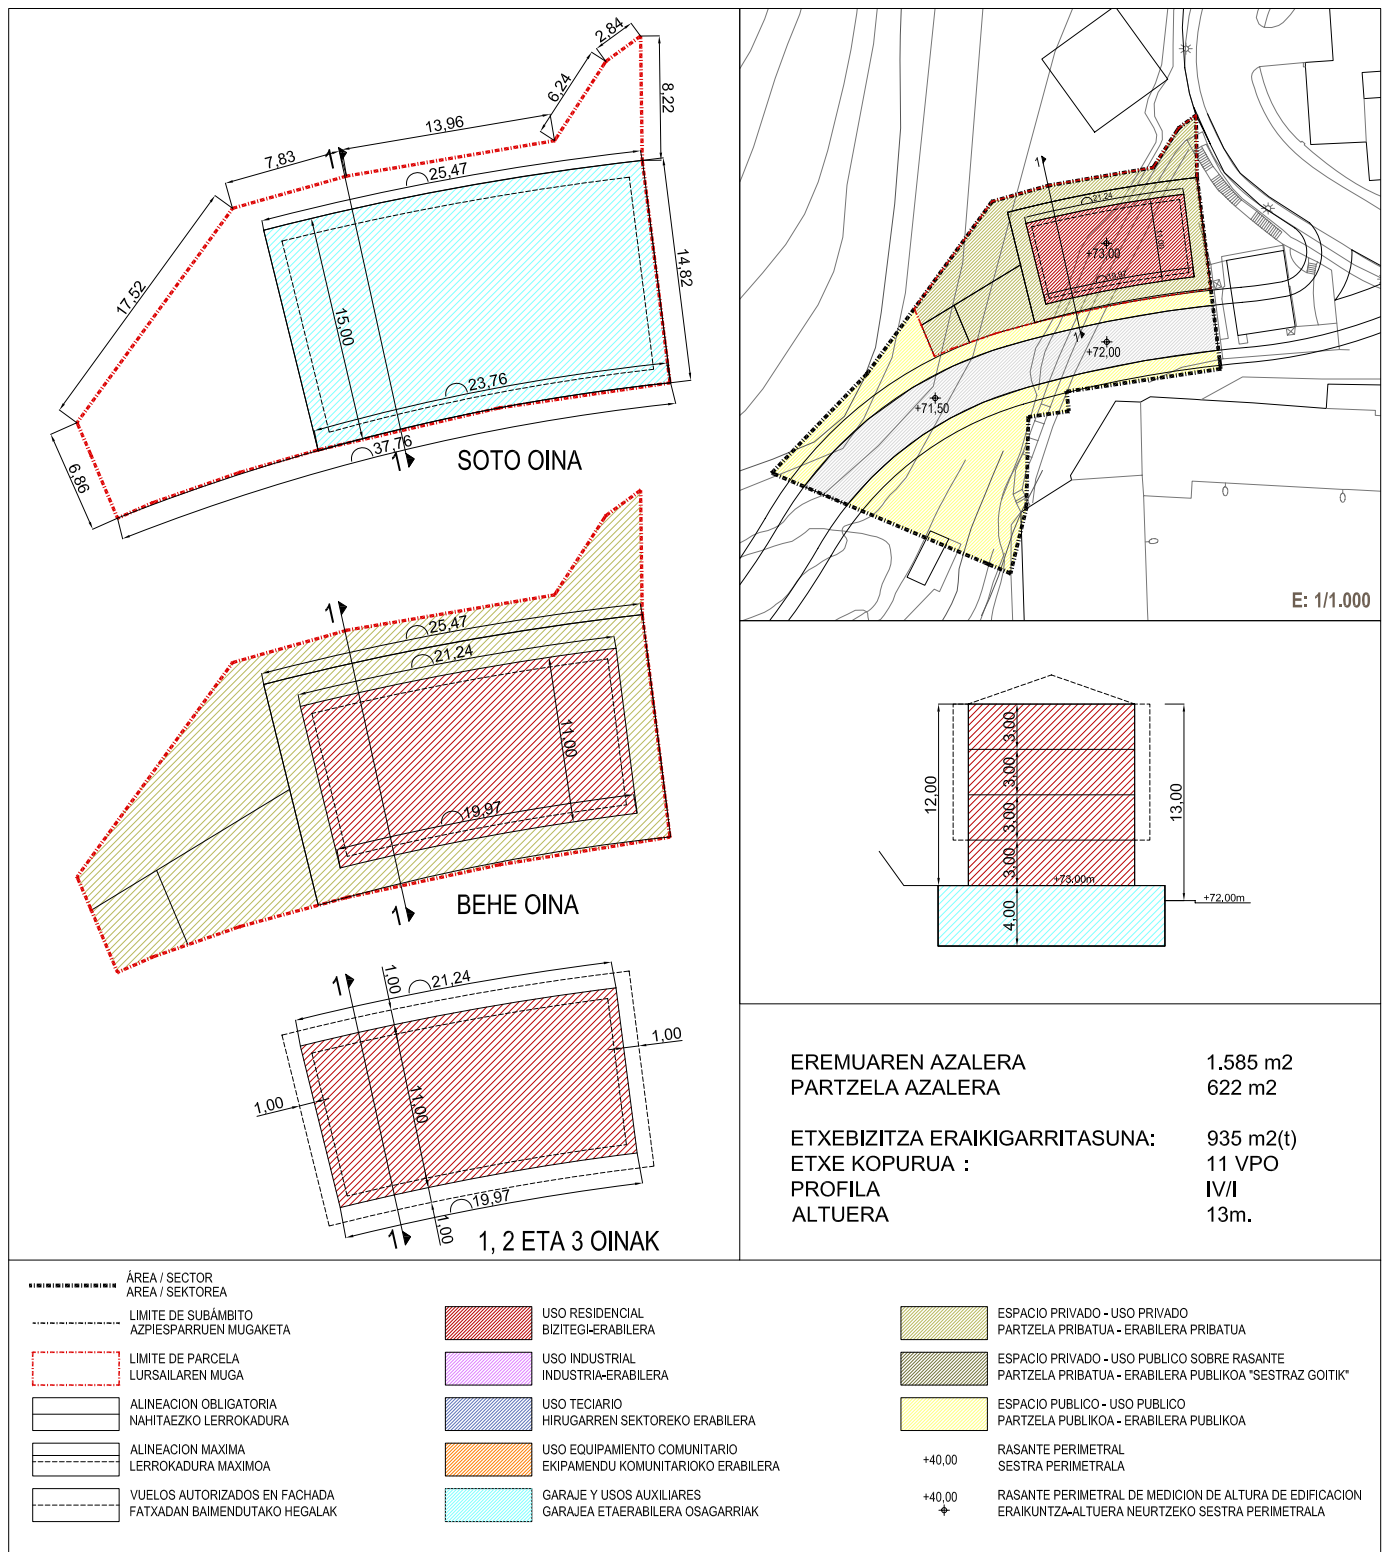 2,84
6,24
8,22
13,96
7,83
1
25,47
17,52
14,82
15,00
23,76
37,76
6,86
1
SOTO OINA
1
21,24
11,00
+73,00
19,97
1
+72,00
+71,50
E: 1/1.000
1
25,47
21,24
11,00
19,97
1
BEHE OINA
3,00
3,00
3,00
3,00
12,00
13,00
+73,00m
+72,00m
4,00
1
1,00
21,24
1,00
1,00
11,00
19,97
1,00
1
1, 2 ETA 3 OINAK
EREMUAREN AZALERA 1.585 m2
PARTZELA AZALERA 622 m2
ETXEBIZITZA ERAIKIGARRITASUNA: 935 m2(t)
ETXE KOPURUA : 11 VPO
PROFILA IV/I
ALTUERA 13m.
ÁREA / SECTOR
AREA / SEKTOREA
LIMITE DE SUBÁMBITO
AZPIESPARRUEN MUGAKETA
LIMITE DE PARCELA
LURSAILAREN MUGA
ALINEACION OBLIGATORIA
NAHITAEZKO LERROKADURA
ALINEACION MAXIMA
LERROKADURA MAXIMOA
VUELOS AUTORIZADOS EN FACHADA
FATXADAN BAIMENDUTAKO HEGALAK
USO RESIDENCIAL
BIZITEGI-ERABILERA
USO INDUSTRIAL
INDUSTRIA-ERABILERA
USO TECIARIO
HIRUGARREN SEKTOREKO ERABILERA
USO EQUIPAMIENTO COMUNITARIO
EKIPAMENDU KOMUNITARIOKO ERABILERA
GARAJE Y USOS AUXILIARES
GARAJEA ETAERABILERA OSAGARRIAK
ESPACIO PRIVADO - USO PRIVADO
PARTZELA PRIBATUA - ERABILERA PRIBATUA
ESPACIO PRIVADO - USO PUBLICO SOBRE RASANTE
PARTZELA PRIBATUA - ERABILERA PUBLIKOA "SESTRAZ GOITIK"
ESPACIO PUBLICO - USO PUBLICO
PARTZELA PUBLIKOA - ERABILERA PUBLIKOA
+40,00 RASANTE PERIMETRAL
SESTRA PERIMETRALA
+40,00 RASANTE PERIMETRAL DE MEDICION DE ALTURA DE EDIFICACION
ERAIKUNTZA-ALTUERA NEURTZEKO SESTRA PERIMETRALA